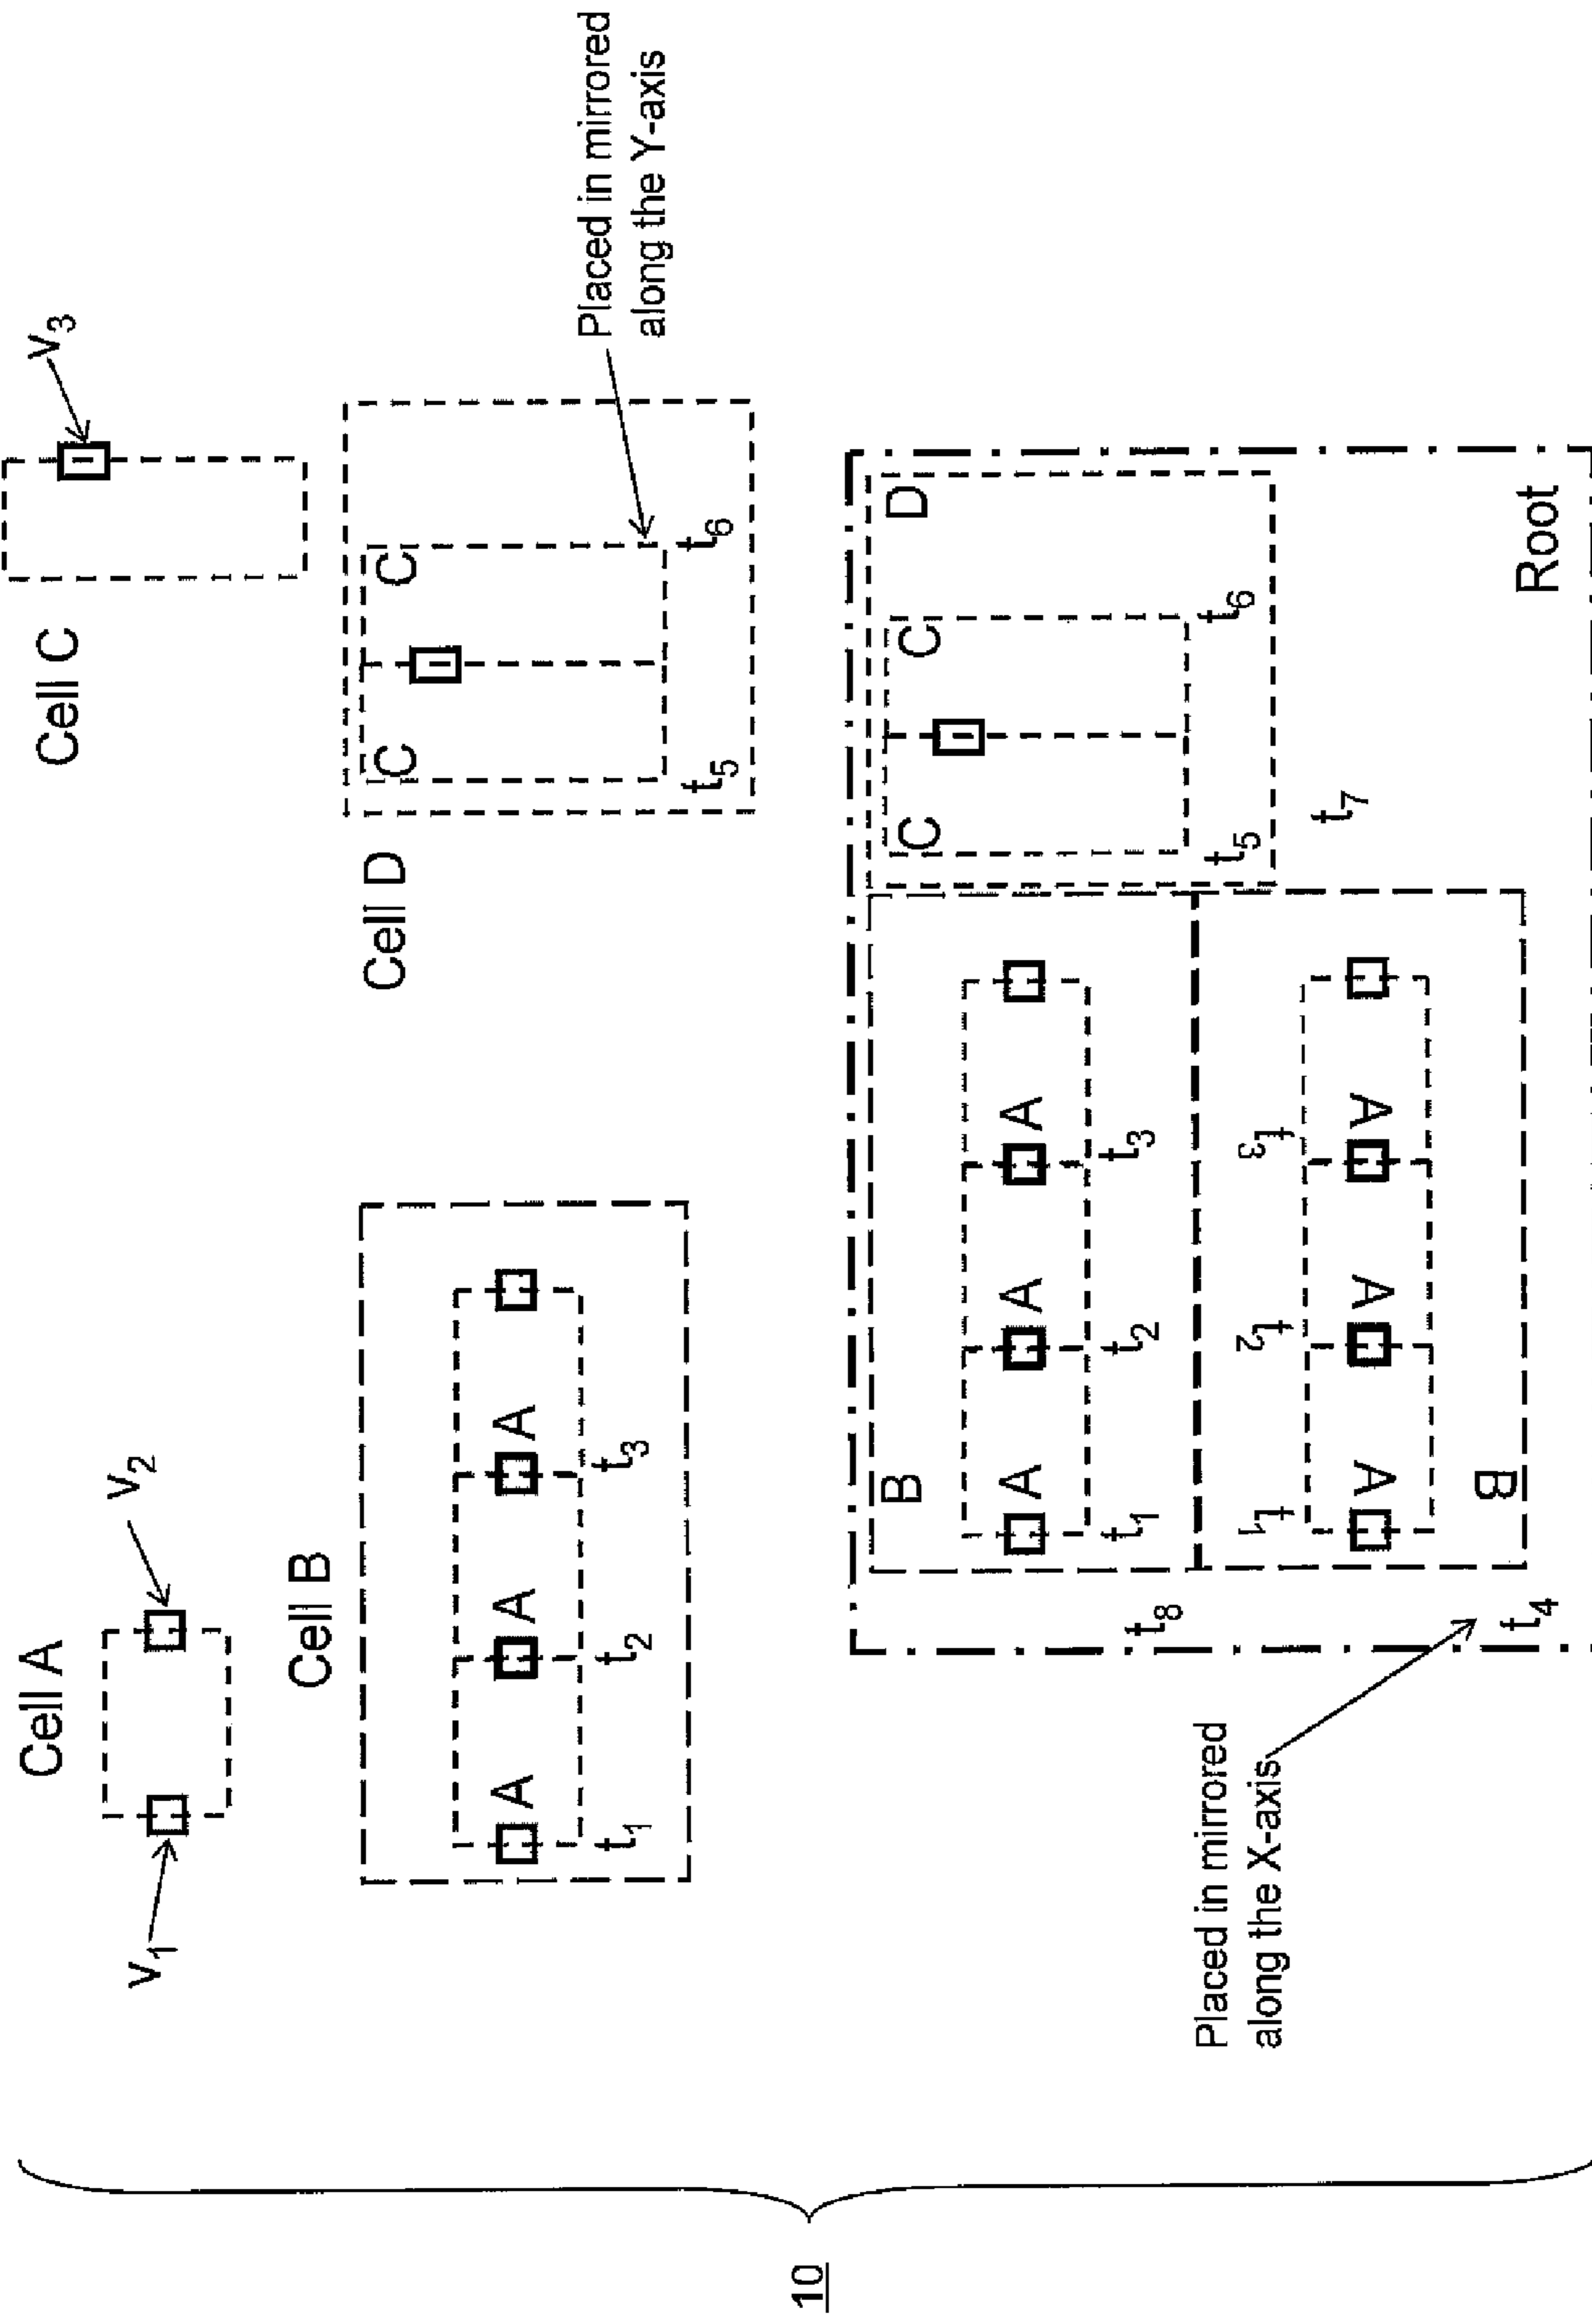 Cell A
V1
V2
Cell C
V3
Cell B
A
A
A
t1
t2
t3
Cell D
C
C
t5
t6
Placed in mirrored
along the Y-axis
B
A
A
A
t1
t2
t3
t8
C
C
D
t5
t6
t7
t1
t2
t3
A
A
A
B
t4
Root
Placed in mirrored
along the X-axis
10